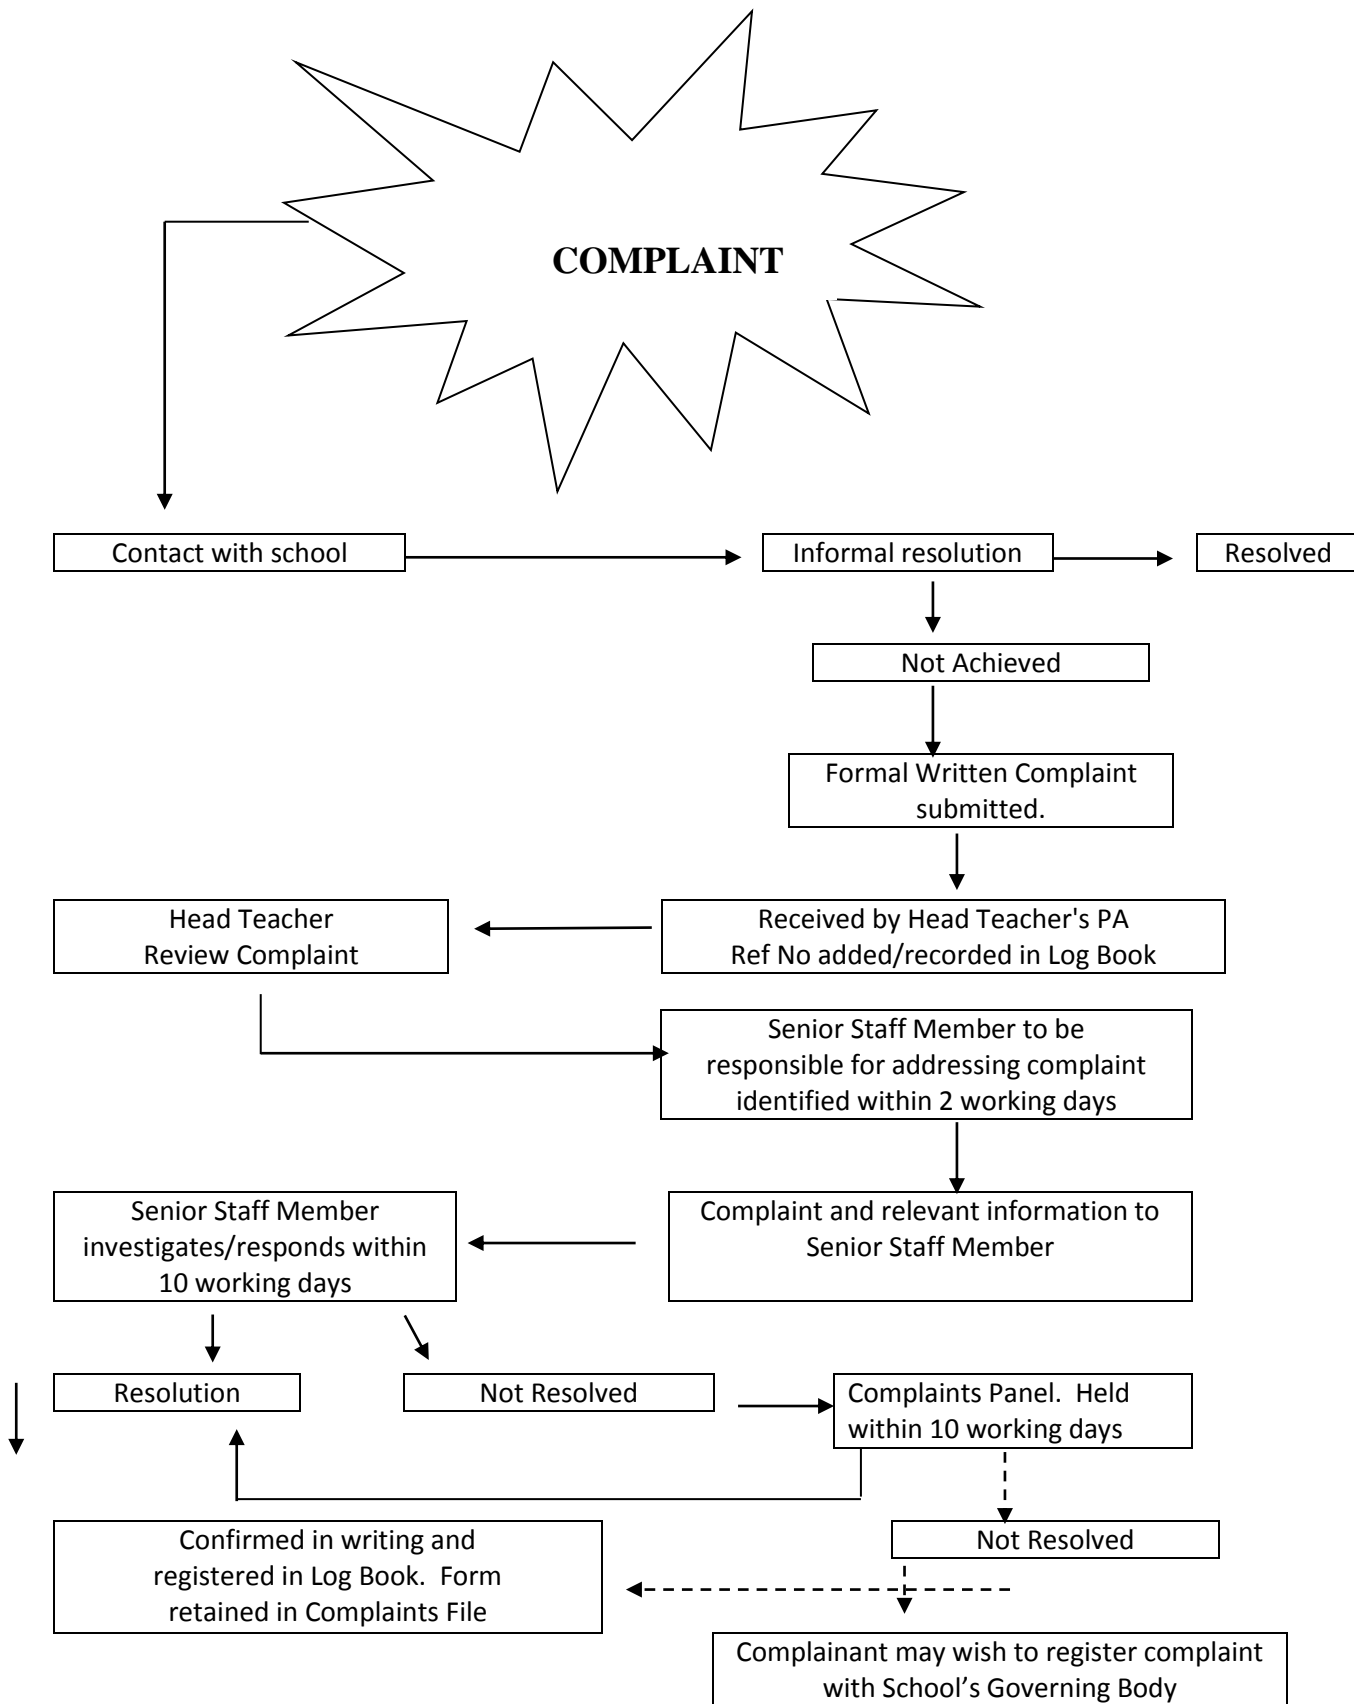 COMPLAINT
Contact with school
Informal resolution
Resolved
Not Achieved
Formal Written Complaint
submitted.
Head Teacher
Review Complaint
Received by Head Teacher's PA
Ref No added/recorded in Log Book
Senior Staff Member to be
responsible for addressing complaint
identified within 2 working days
Senior Staff Member
investigates/responds within
10 working days
Complaint and relevant information to
Senior Staff Member
Resolution
Not Resolved
Complaints Panel.  Held
within 10 working days
Confirmed in writing and
registered in Log Book.  Form
retained in Complaints File
Not Resolved
Complainant may wish to register complaint
with School’s Governing Body